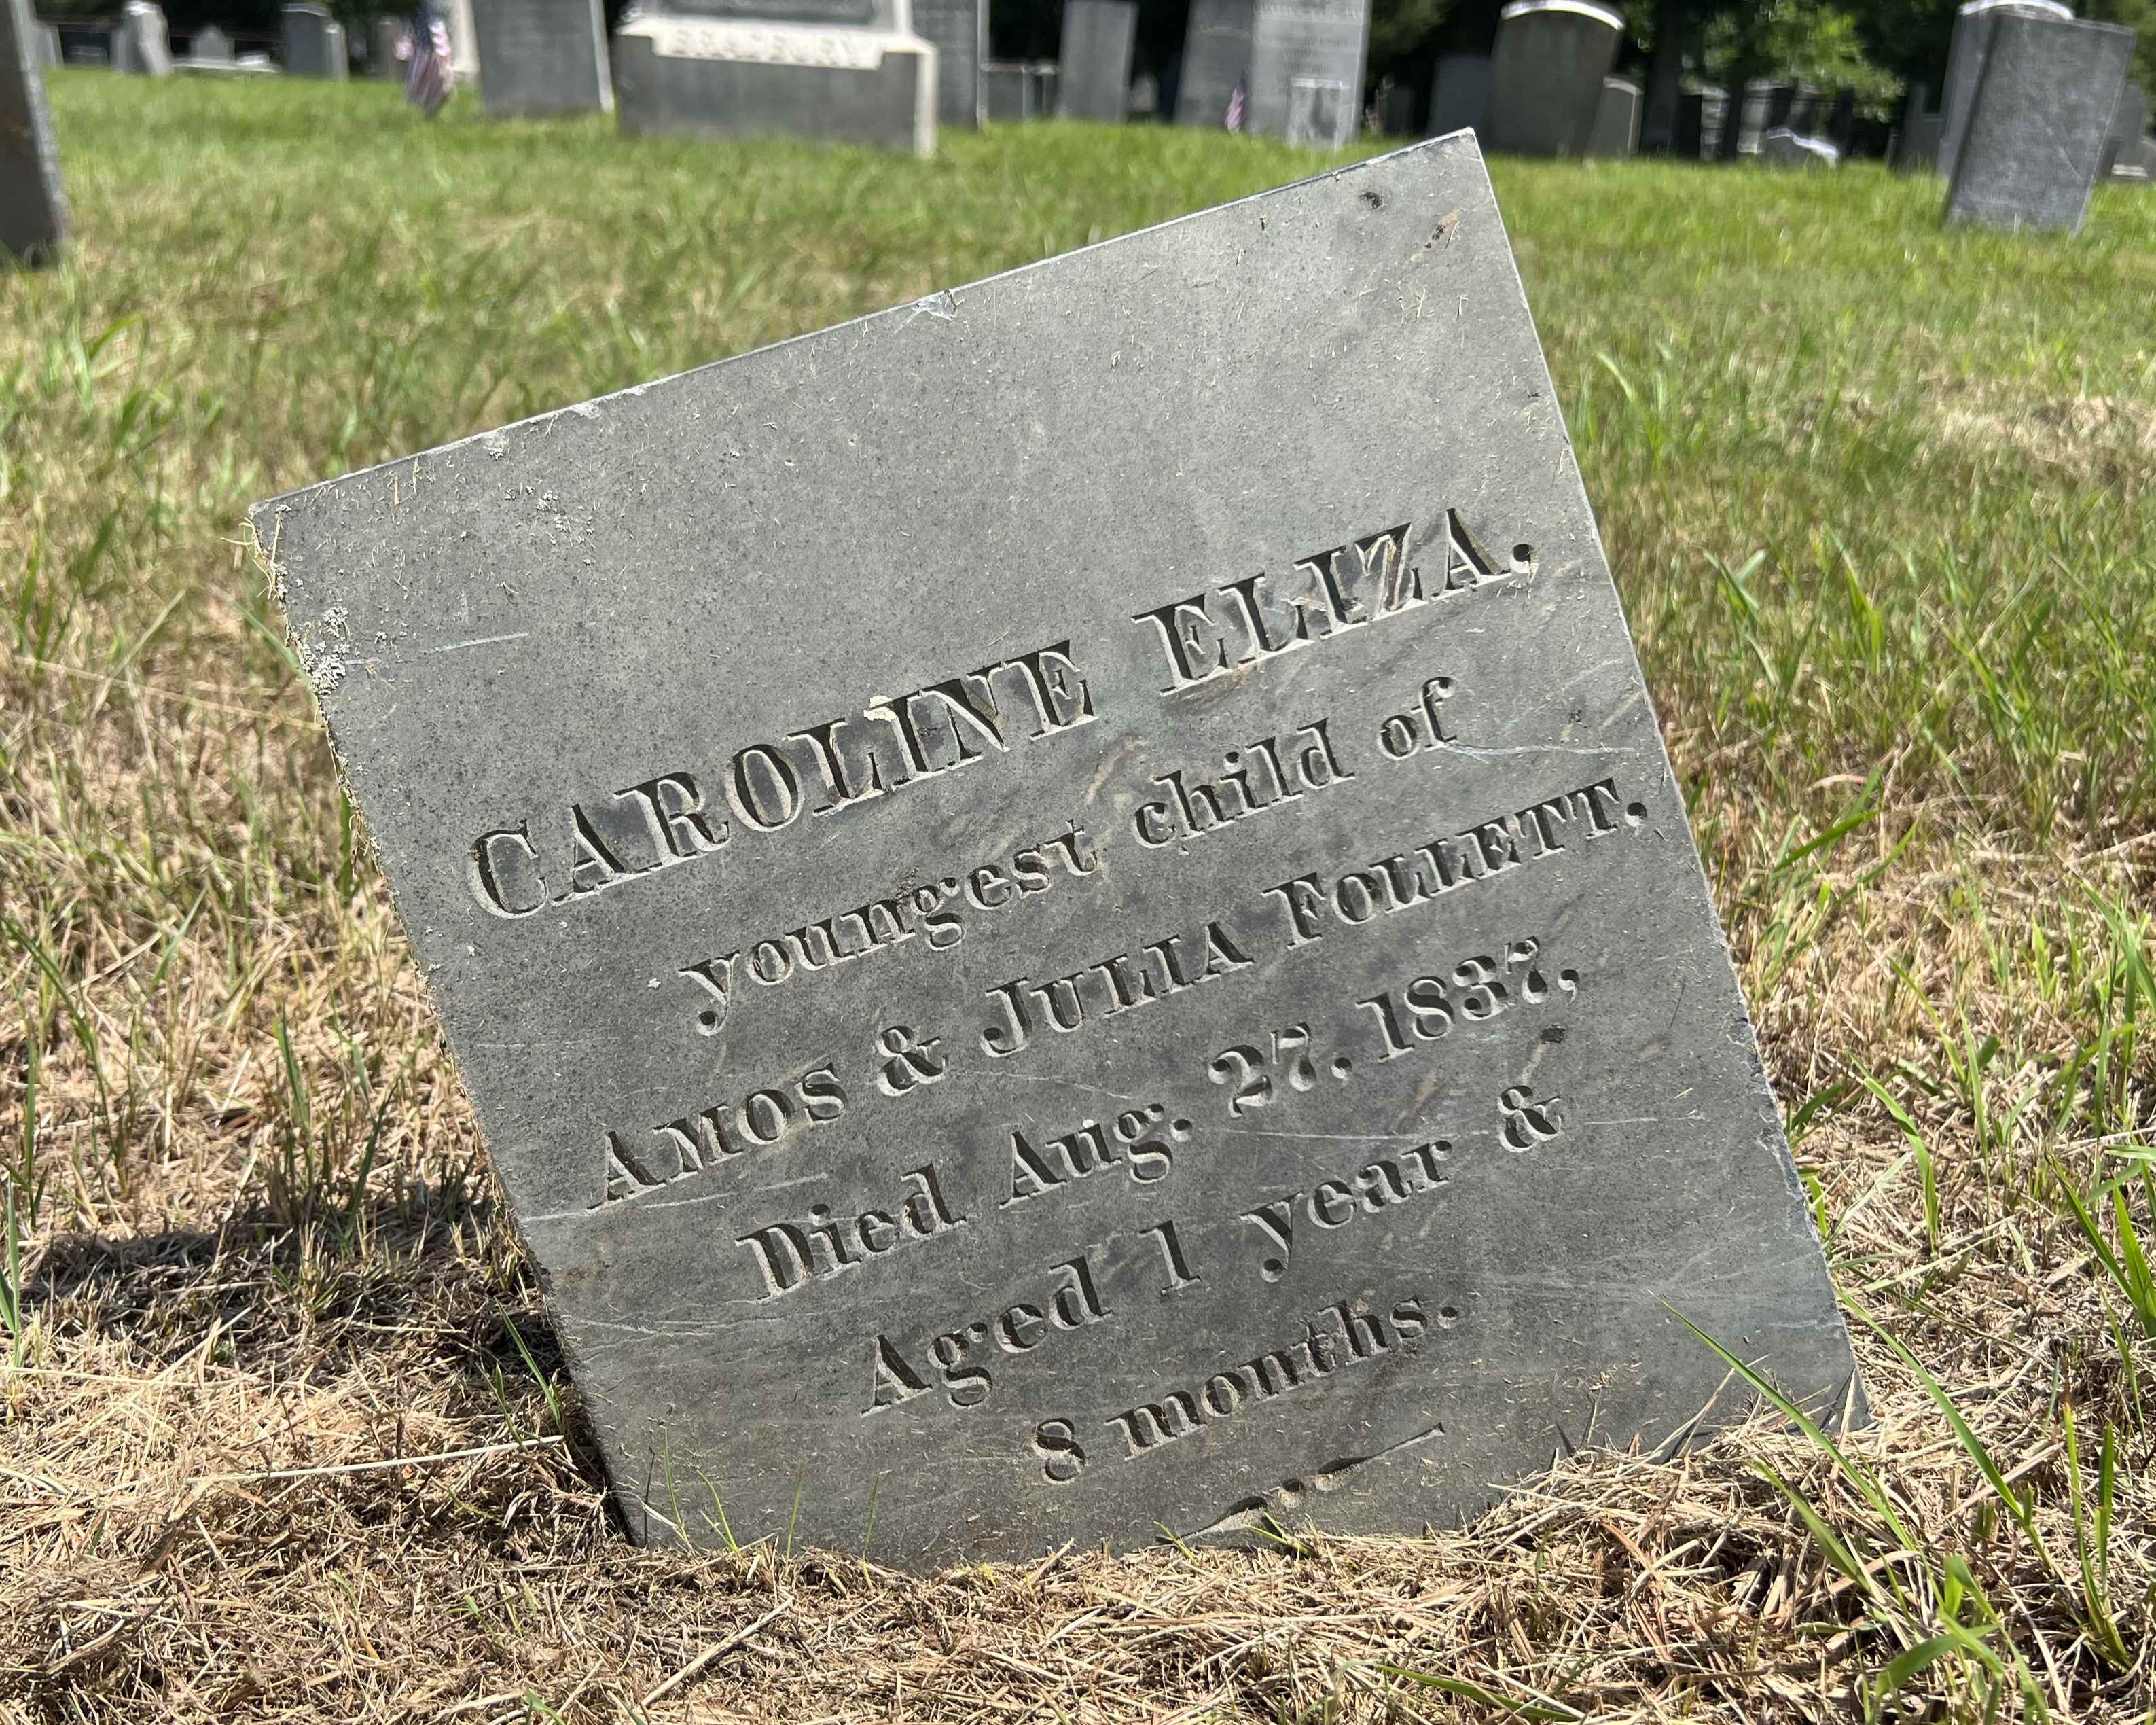 CAROLINE ELIZA,
youngest child of
AMOS & JULIA FOLLETT,
Died Aug. 27, 1837,
Aged 1 year &
8 months.